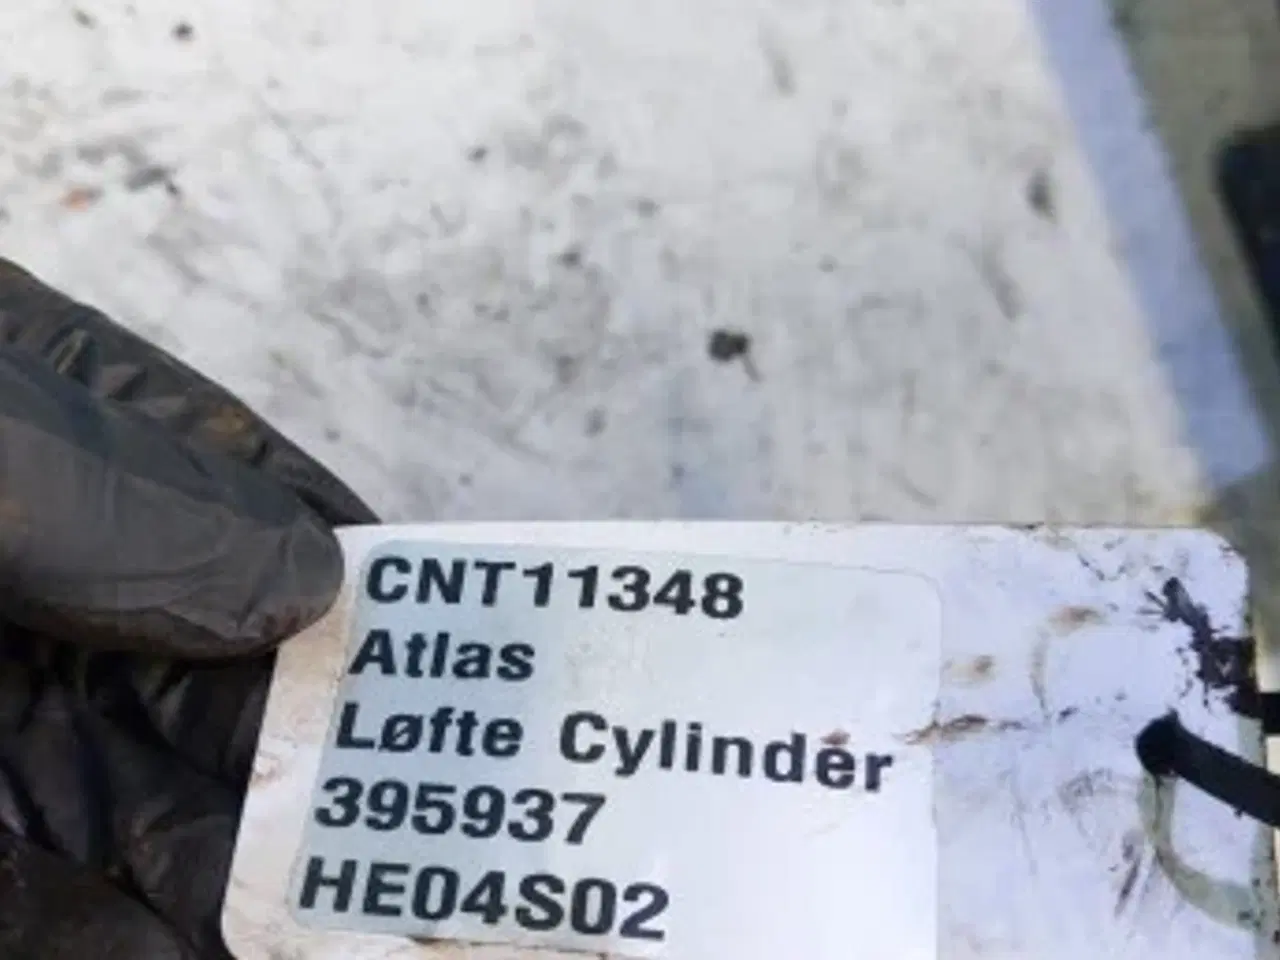 CNT11348
Atlas
Løfte Cylinder
395937
HE04S02